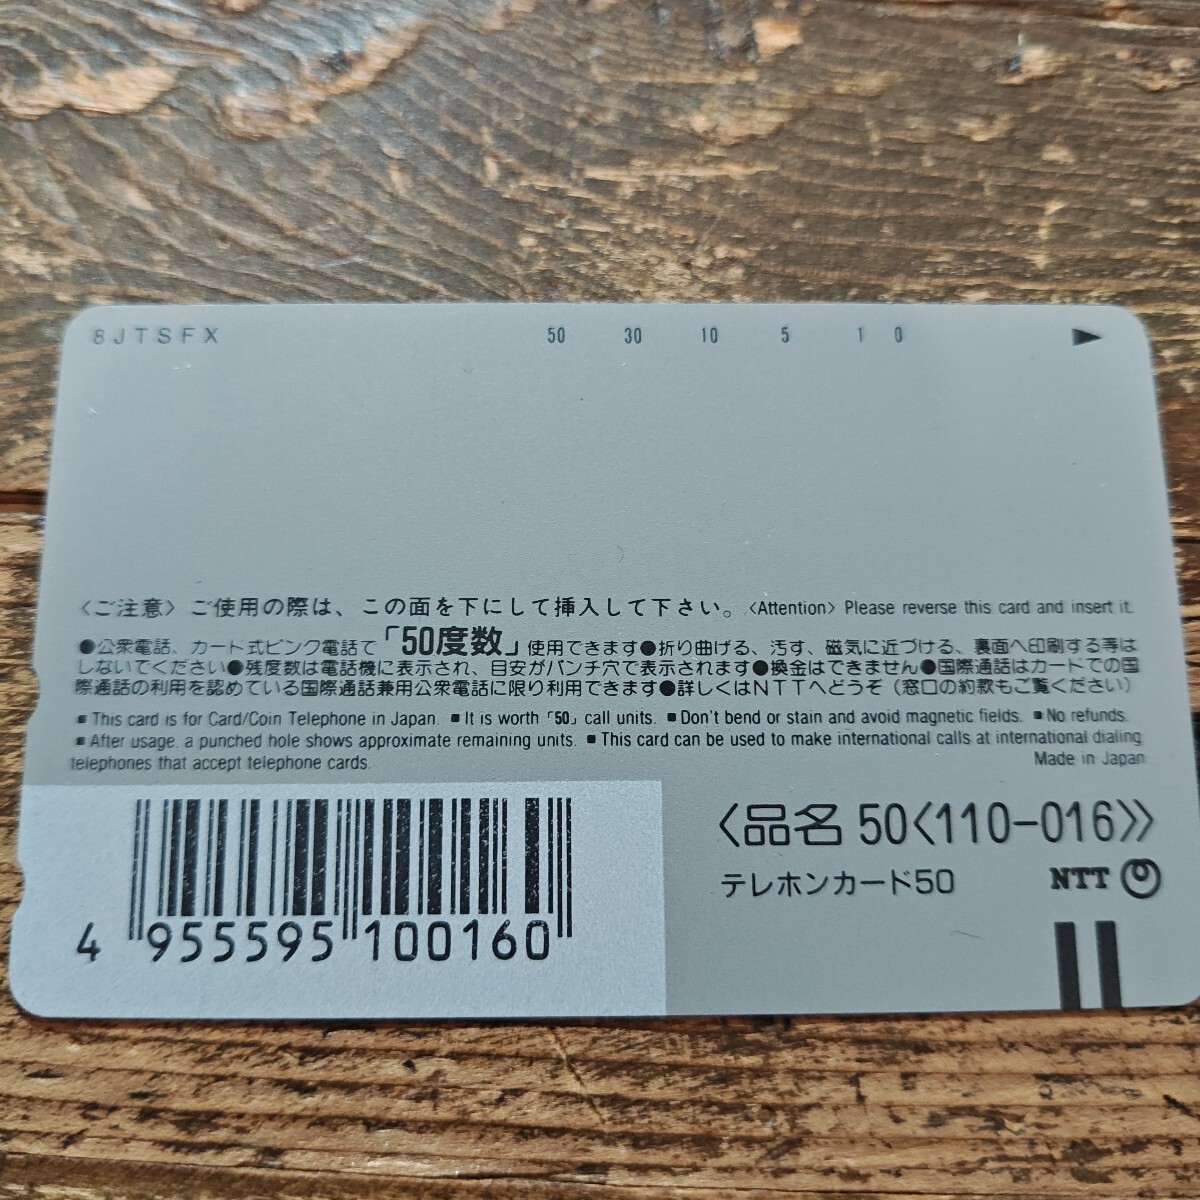 8JTSFX 50 30 10 5 1 0 ▶
〈ご注意〉ご使用の際は、この面を下にして挿入して下さい。〈Attention〉Please reverse this card and insert it.
●公衆電話、カード式ピンク電話で「50度数」使用できます●折り曲げる、汚す、磁気に近づける、裏面へ印刷する等は
しないでください●残度数は電話機に表示され、目安がパンチ穴で表示されます●換金はできません●国際通話はカードでの国
際通話の利用を認めている国際通話兼用公衆電話に限り利用できます●詳しくはNTTへどうぞ（窓口の約款もご覧ください）
■This card is for Card/Coin Telephone in Japan. ■It is worth「50」call units. ■Don't bend or stain and avoid magnetic fields. ■No refunds.
■After usage, a punched hole shows approximate remaining units. ■This card can be used to make international calls at international dialing
telephones that accept telephone cards. Made in Japan
〈品名 50〈110-016〉〉
テレホンカード50 NTT
4 955595 100160